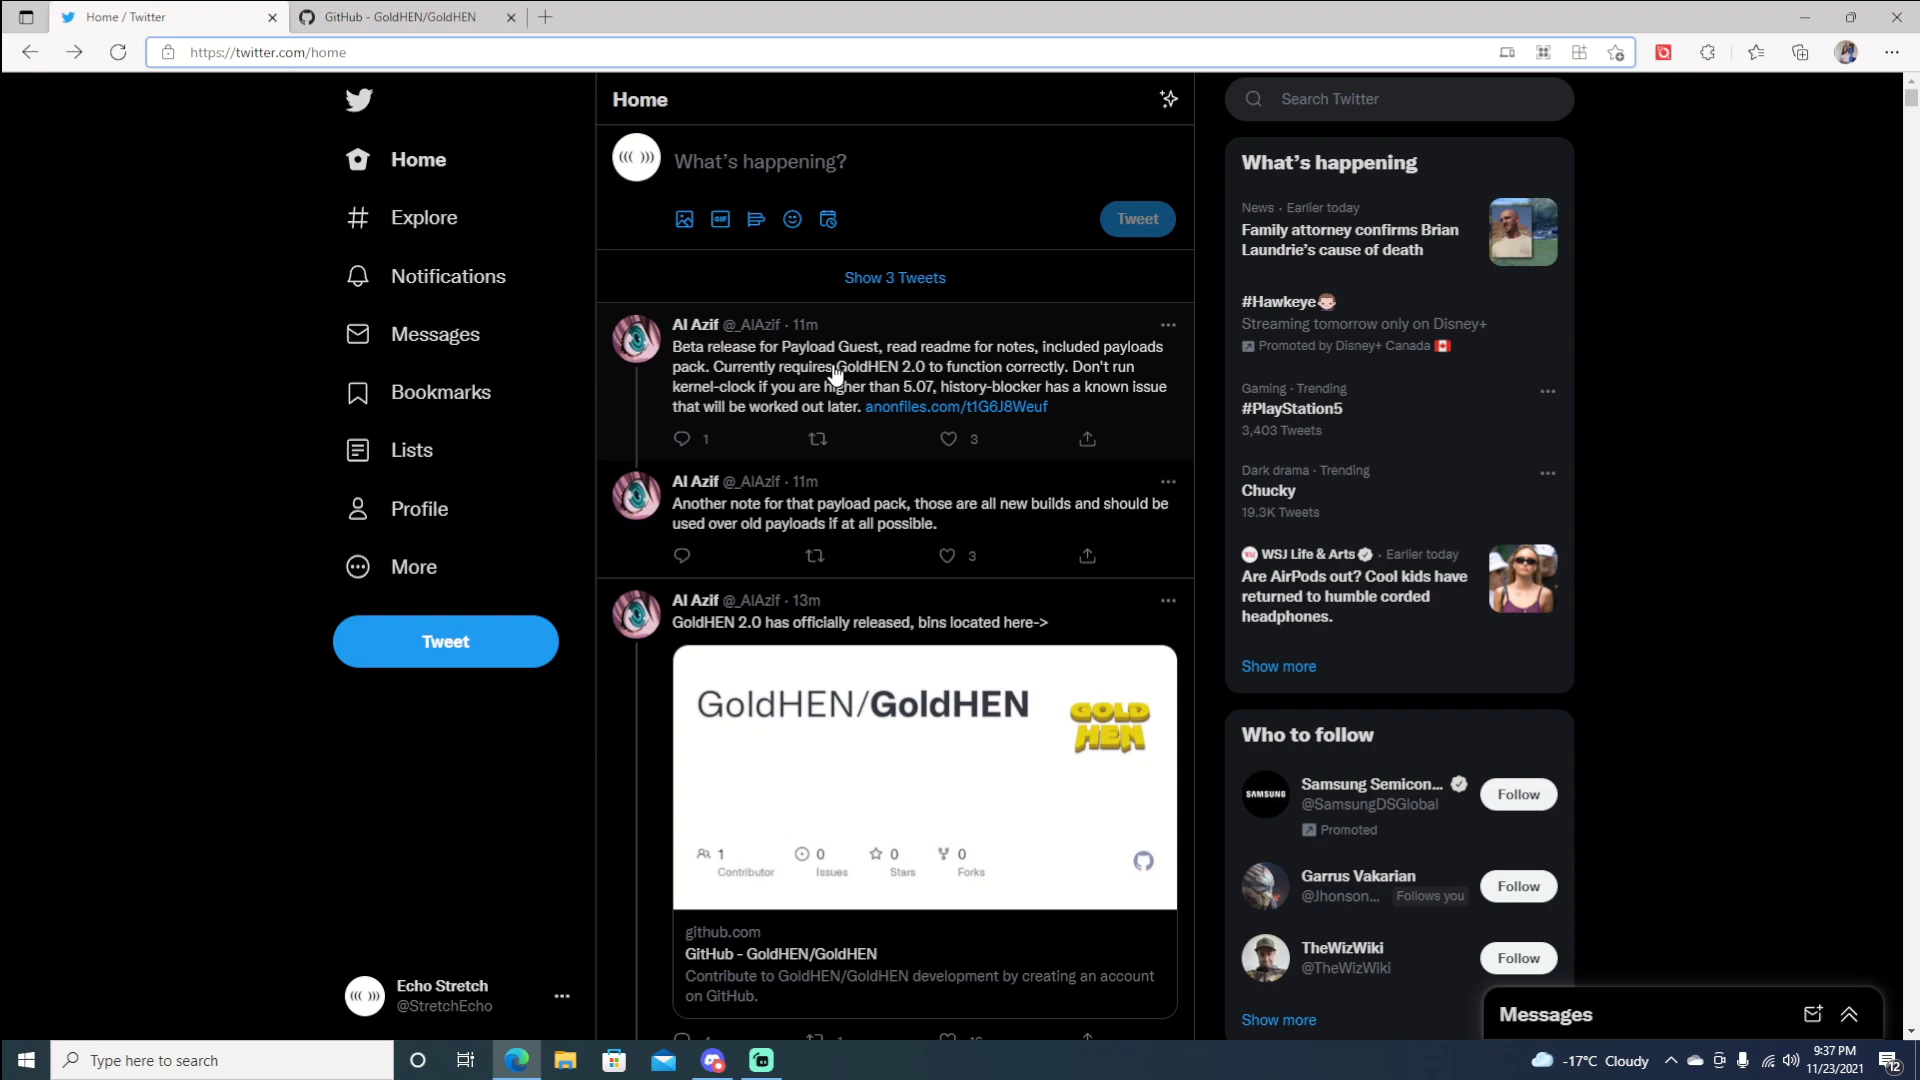 Home / Twitter
GitHub - GoldHEN/GoldHEN
https://twitter.com/home
Home
Explore
Notifications
Messages
Bookmarks
Lists
Profile
More
Tweet
Echo Stretch
@StretchEcho
Home
((( )))
What's happening?
GIF
Tweet
Show 3 Tweets
Al Azif @_AlAzif · 11m
Beta release for Payload Guest, read readme for notes, included payloads
pack. Currently requires GoldHEN 2.0 to function correctly. Don't run
kernel-clock if you are higher than 5.07, history-blocker has a known issue
that will be worked out later. anonfiles.com/t1G6J8Weuf
1
3
Al Azif @_AlAzif · 11m
Another note for that payload pack, those are all new builds and should be
used over old payloads if at all possible.
3
Al Azif @_AlAzif · 13m
GoldHEN 2.0 has officially released, bins located here->
GoldHEN/GoldHEN
GOLD
HEN
1
Contributor
0
Issues
0
Stars
0
Forks
github.com
GitHub - GoldHEN/GoldHEN
Contribute to GoldHEN/GoldHEN development by creating an account
on GitHub.
Search Twitter
What's happening
News · Earlier today
Family attorney confirms Brian
Laundrie's cause of death
#Hawkeye
Streaming tomorrow only on Disney+
Promoted by Disney+ Canada
Gaming · Trending
#PlayStation5
3,403 Tweets
Dark drama · Trending
Chucky
19.3K Tweets
WSJ Life & Arts · Earlier today
Are AirPods out? Cool kids have
returned to humble corded
headphones.
Show more
Who to follow
SAMSUNG
Samsung Semicon...
@SamsungDSGlobal
Promoted
Follow
Garrus Vakarian
@Jhonson... Follows you
Follow
TheWizWiki
@TheWizWiki
Follow
Show more
Messages
Type here to search
-17°C Cloudy
9:37 PM
11/23/2021
12